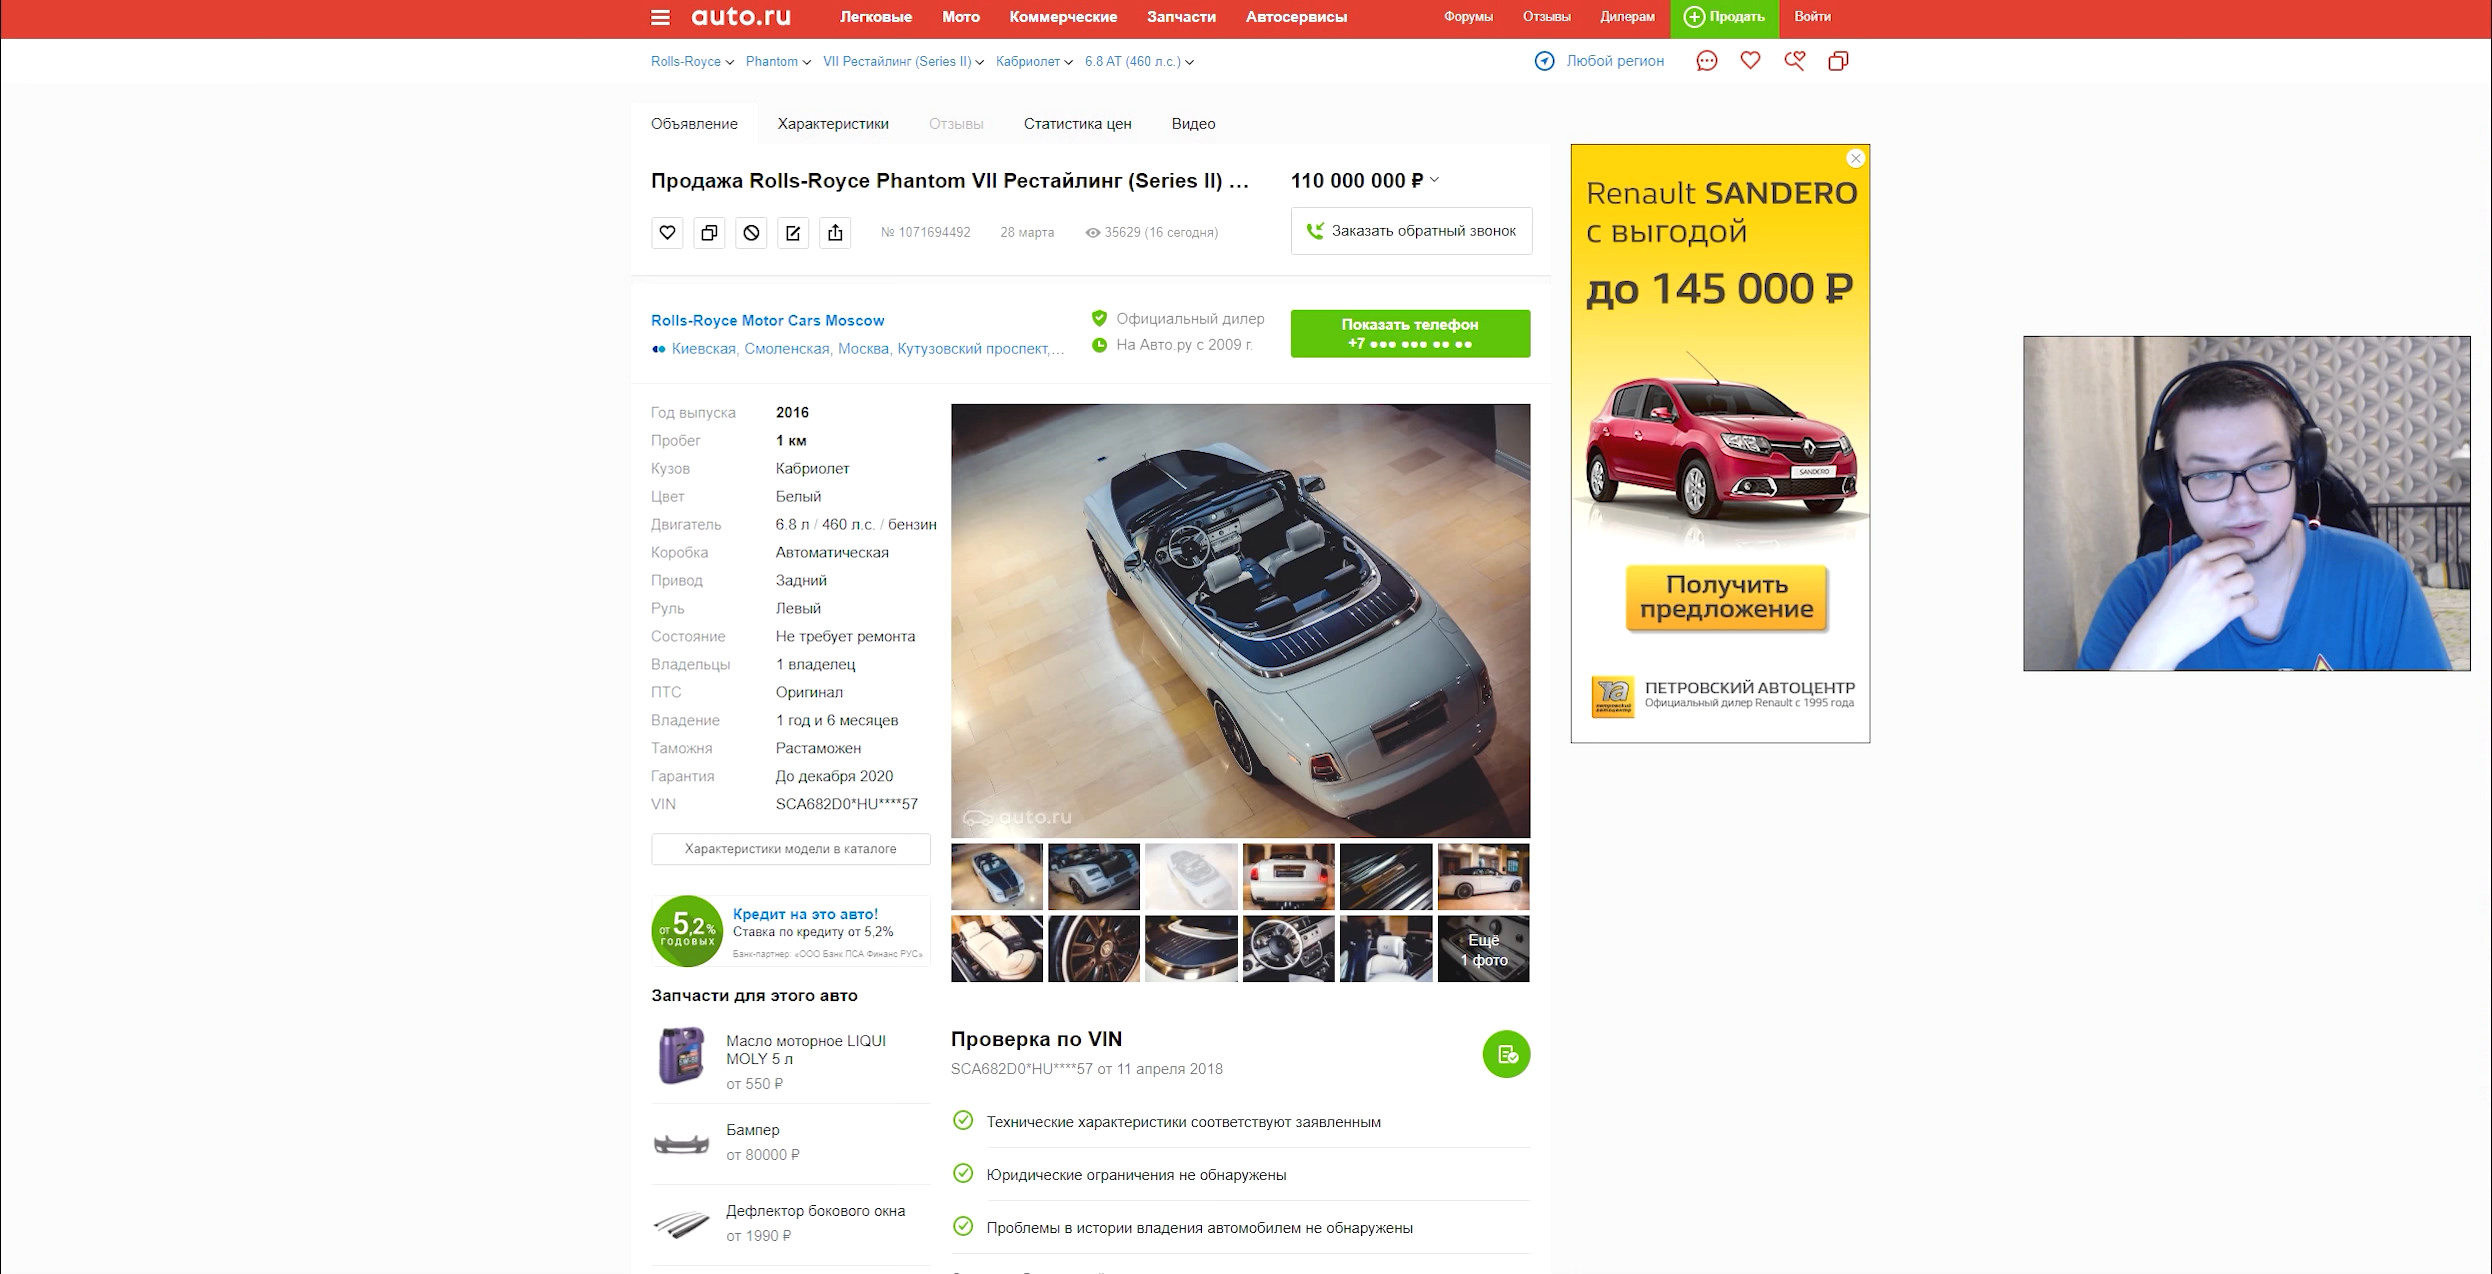 auto.ru
Легковые Мото Коммерческие Запчасти Автосервисы
Форумы Отзывы Дилерам Продать Войти
Rolls-Royce Phantom VII Рестайлинг (Series II) Кабриолет 6.8 AT (460 л.с.)
Любой регион
Объявление Характеристики Отзывы Статистика цен Видео
Продажа Rolls-Royce Phantom VII Рестайлинг (Series II) ...
110 000 000 ₽
№ 1071694492 28 марта 35629 (16 сегодня)
Заказать обратный звонок
Rolls-Royce Motor Cars Moscow
Киевская, Смоленская, Москва, Кутузовский проспект,...
Официальный дилер
На Авто.ру с 2009 г.
Показать телефон
+7 ●●● ●●● ●● ●●
Год выпуска 2016
Пробег 1 км
Кузов Кабриолет
Цвет Белый
Двигатель 6.8 л / 460 л.с. / бензин
Коробка Автоматическая
Привод Задний
Руль Левый
Состояние Не требует ремонта
Владельцы 1 владелец
ПТС Оригинал
Владение 1 год и 6 месяцев
Таможня Растаможен
Гарантия До декабря 2020
VIN SCA682D0*HU****57
Характеристики модели в каталоге
от 5,2%
годовых
Кредит на это авто!
Ставка по кредиту от 5,2%
Банк-партнер: «ООО Банк ПСА Финанс РУС»
Запчасти для этого авто
Масло моторное LIQUI
MOLY 5 л
от 550 ₽
Бампер
от 80000 ₽
Дефлектор бокового окна
от 1990 ₽
auto.ru
Ещё
1 фото
Проверка по VIN
SCA682D0*HU****57 от 11 апреля 2018
Технические характеристики соответствуют заявленным
Юридические ограничения не обнаружены
Проблемы в истории владения автомобилем не обнаружены
Renault SANDERO
с выгодой
до 145 000 ₽
SANDERO
Получить
предложение
ПЕТРОВСКИЙ АВТОЦЕНТР
Официальный дилер Renault с 1995 года